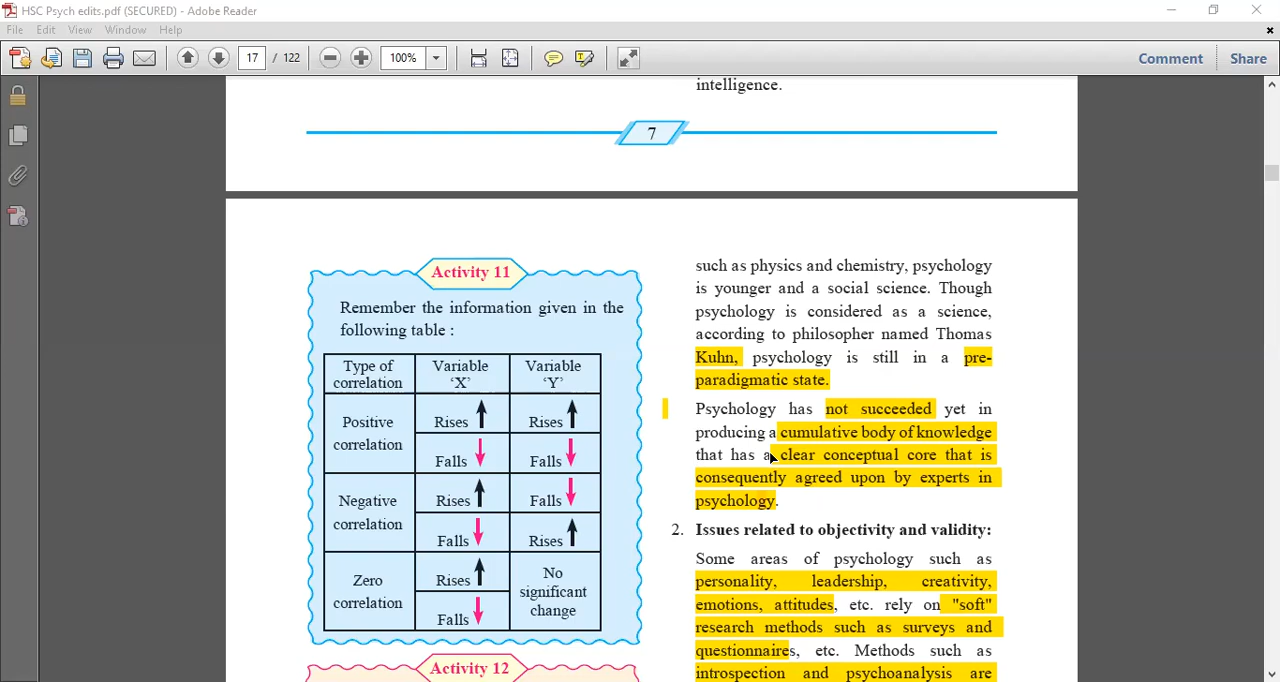 HSC Psych edits.pdf (SECURED) - Adobe Reader
File Edit View Window Help
17 / 122 100% Comment Share
intelligence.
7
Activity 11
Remember the information given in the
following table :
Type of correlation Variable ‘X’ Variable ‘Y’
Positive correlation Rises Rises
Falls Falls
Negative correlation Rises Falls
Falls Rises
Zero correlation Rises No significant change
Falls
Activity 12
such as physics and chemistry, psychology
is younger and a social science. Though
psychology is considered as a science,
according to philosopher named Thomas
Kuhn, psychology is still in a pre-
paradigmatic state.
Psychology has not succeeded yet in
producing a cumulative body of knowledge
that has a clear conceptual core that is
consequently agreed upon by experts in
psychology.
2. Issues related to objectivity and validity:
Some areas of psychology such as
personality, leadership, creativity,
emotions, attitudes, etc. rely on "soft"
research methods such as surveys and
questionnaires, etc. Methods such as
introspection and psychoanalysis are